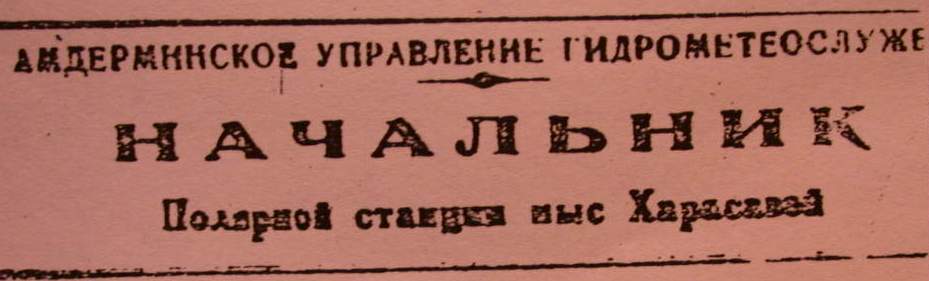 АМДЕРМИНСКОЕ УПРАВЛЕНИЕ ГИДРОМЕТЕОСЛУЖБ
НАЧАЛЬНИК
Полярной станции мыс Харасавэй